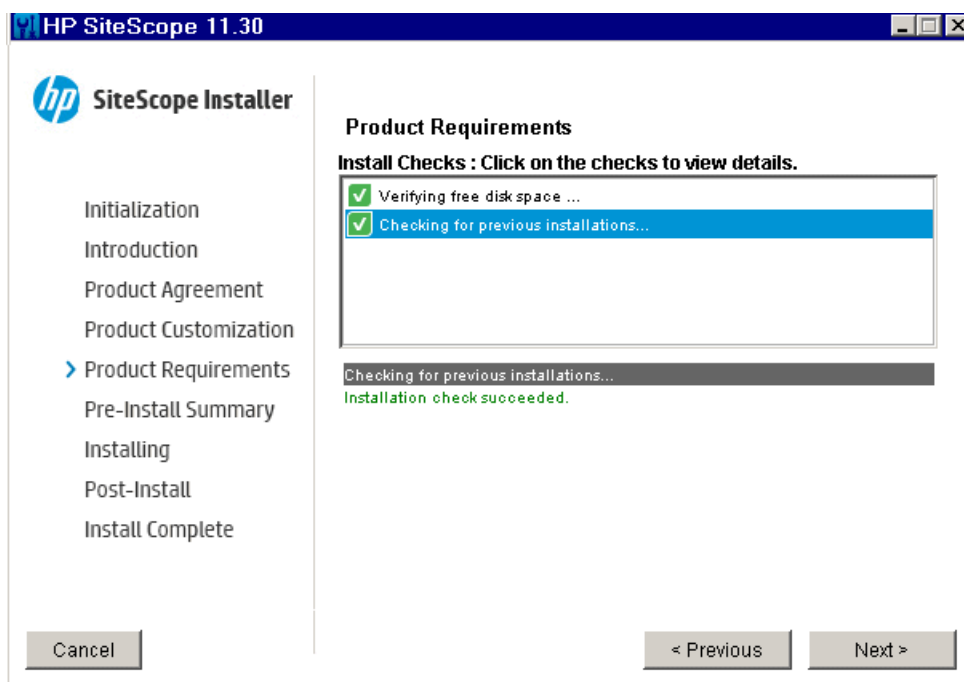 HP SiteScope 11.30
hp SiteScope Installer
Initialization
Introduction
Product Agreement
Product Customization
Product Requirements
Pre-Install Summary
Installing
Post-Install
Install Complete
Product Requirements
Install Checks : Click on the checks to view details.
Verifying free disk space ...
Checking for previous installations...
Checking for previous installations...
Installation check succeeded.
Cancel
< Previous
Next >